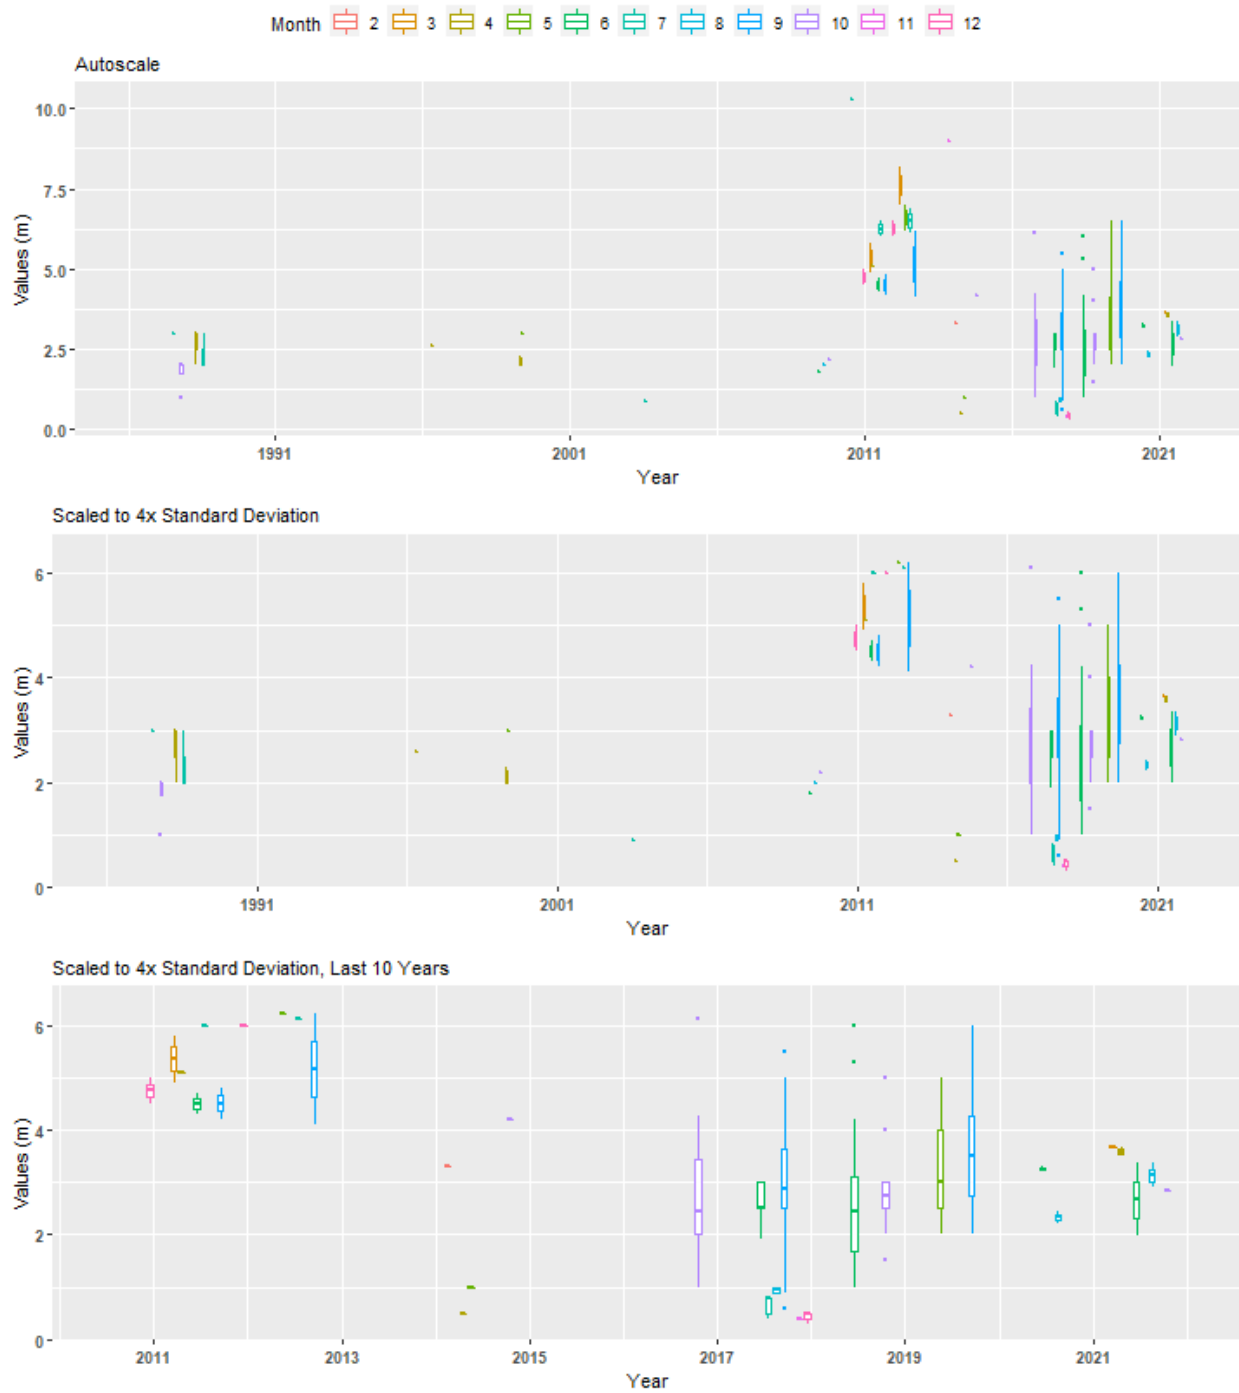 Month 2 3 4 5 6 7 8 9 10 11 12
Autoscale
10.0
7.5
5.0
2.5
0.0
Values (m)
1991 2001 2011 2021
Year
Scaled to 4x Standard Deviation
6
4
2
0
Values (m)
1991 2001 2011 2021
Year
Scaled to 4x Standard Deviation, Last 10 Years
6
4
2
0
Values (m)
2011 2013 2015 2017 2019 2021
Year